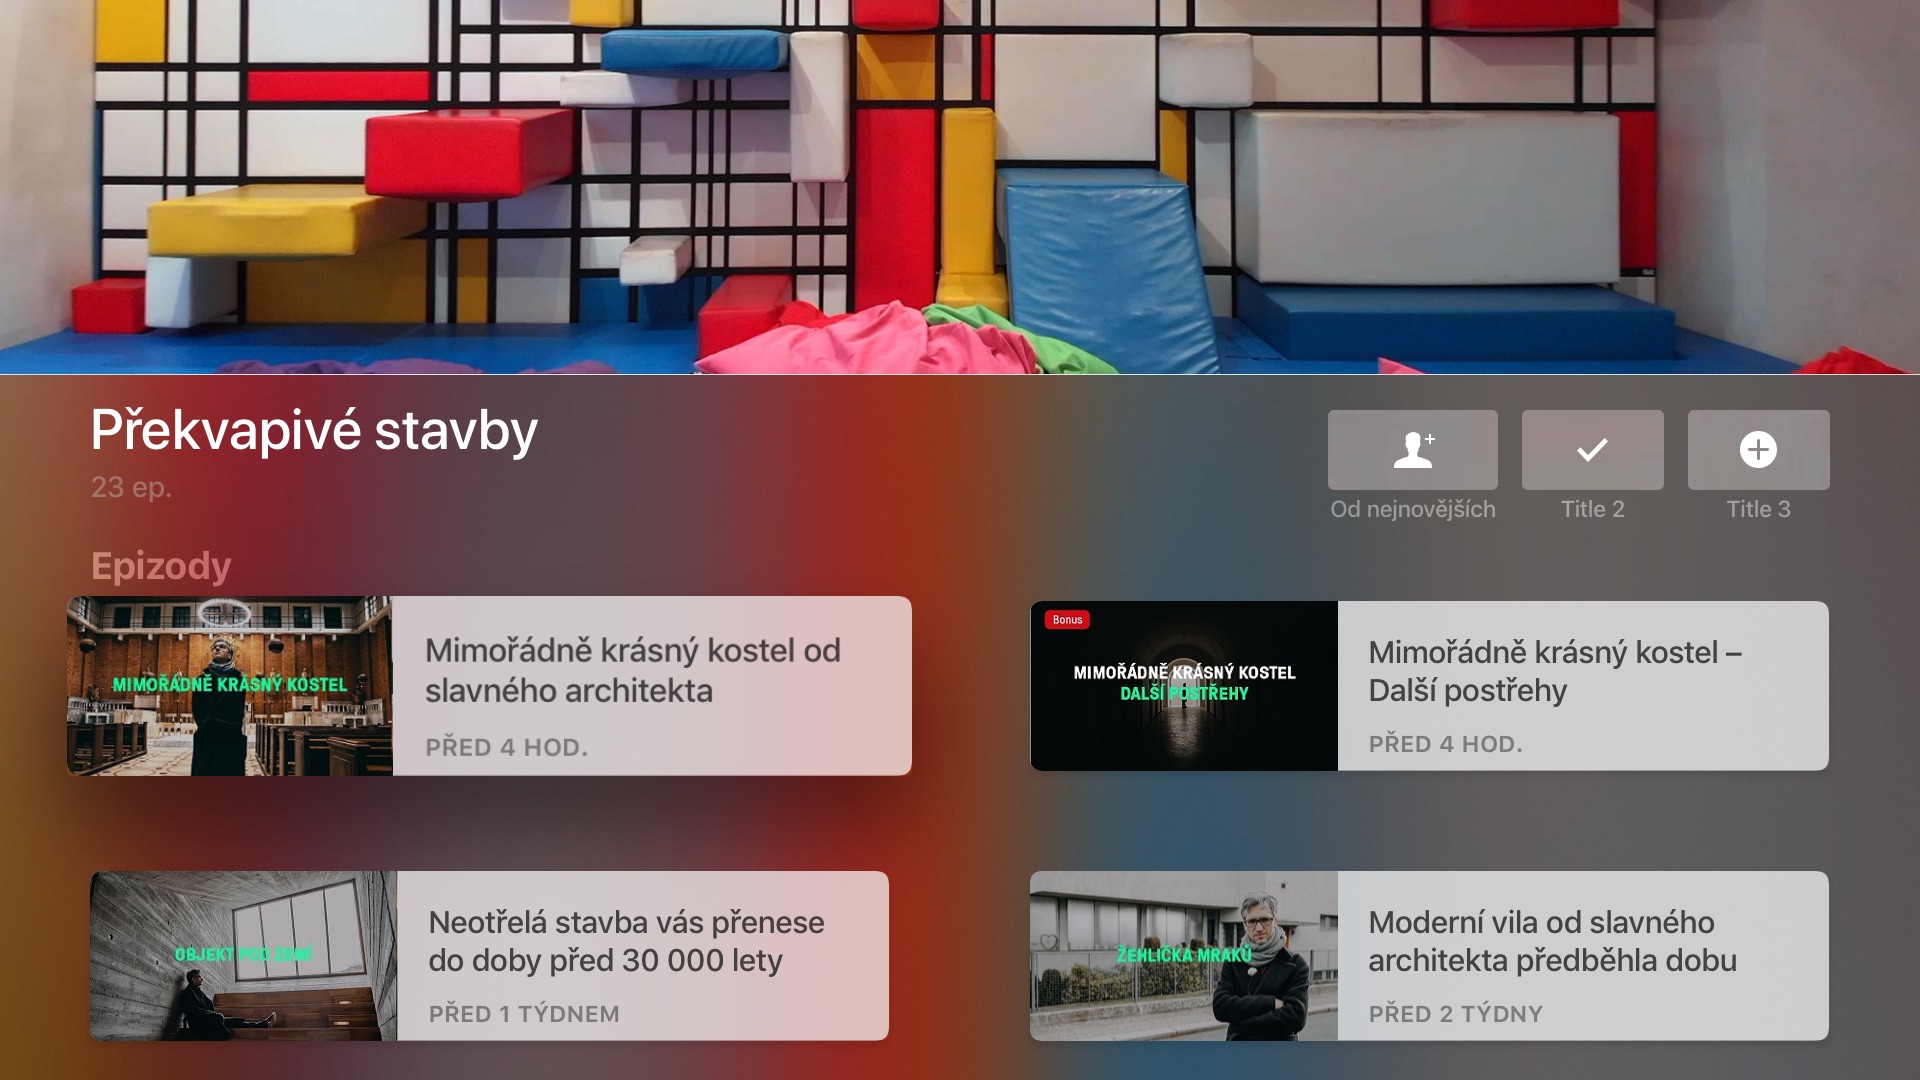 Překvapivé stavby
23 ep.
Od nejnovějších
Title 2
Title 3
Epizody
MIMOŘÁDNĚ KRÁSNÝ KOSTEL
Mimořádně krásný kostel od
slavného architekta
PŘED 4 HOD.
Bonus
MIMOŘÁDNĚ KRÁSNÝ KOSTEL
DALŠÍ POSTŘEHY
Mimořádně krásný kostel –
Další postřehy
PŘED 4 HOD.
OBJEKT POD ZEMÍ
Neotřelá stavba vás přenese
do doby před 30 000 lety
PŘED 1 TÝDNEM
ŽEHLIČKA MRAKŮ
Moderní vila od slavného
architekta předběhla dobu
PŘED 2 TÝDNY